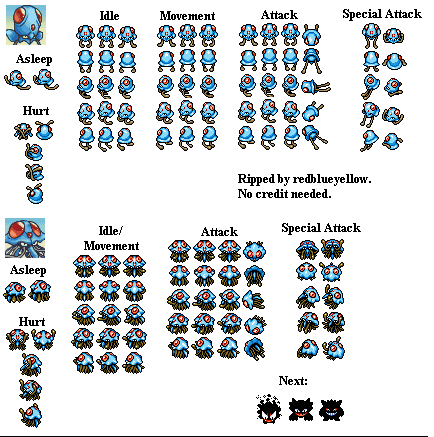 Idle
Movement
Attack
Special Attack
Asleep
Hurt
Ripped by redblueyellow.
No credit needed.
Idle/
Movement
Attack
Special Attack
Asleep
Hurt
Next: